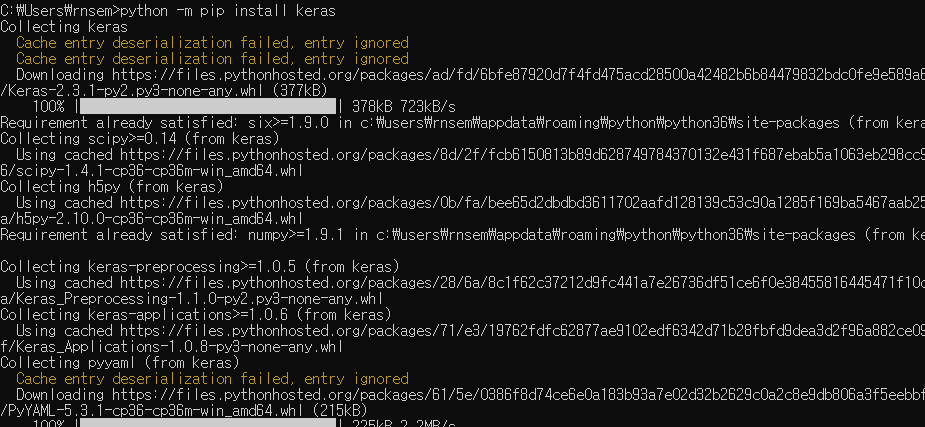 C:₩Users₩rnsem>python -m pip install keras
Collecting keras
Cache entry deserialization failed, entry ignored
Cache entry deserialization failed, entry ignored
Downloading https://files.pythonhosted.org/packages/ad/fd/6bfe87920d7f4fd475acd28500a42482b6b84479832bdc0fe9e589a6
/Keras-2.3.1-py2.py3-none-any.whl (377kB)
100% | | 378kB 723kB/s
Requirement already satisfied: six>=1.9.0 in c:₩users₩rnsem₩appdata₩roaming₩python₩python36₩site-packages (from kera
Collecting scipy>=0.14 (from keras)
Using cached https://files.pythonhosted.org/packages/8d/2f/fcb6150813b89d628749784370132e431f687ebab5a1063eb298cc9
6/scipy-1.4.1-cp36-cp36m-win_amd64.whl
Collecting h5py (from keras)
Using cached https://files.pythonhosted.org/packages/0b/fa/bee65d2dbdbd3611702aafd128139c53c90a1285f169ba5467aab25
a/h5py-2.10.0-cp36-cp36m-win_amd64.whl
Requirement already satisfied: numpy>=1.9.1 in c:₩users₩rnsem₩appdata₩roaming₩python₩python36₩site-packages (from ke
Collecting keras-preprocessing>=1.0.5 (from keras)
Using cached https://files.pythonhosted.org/packages/28/6a/8c1f62c37212d9fc441a7e26736df51ce6f0e38455816445471f10c
a/Keras_Preprocessing-1.1.0-py2.py3-none-any.whl
Collecting keras-applications>=1.0.6 (from keras)
Using cached https://files.pythonhosted.org/packages/71/e3/19762fdfc62877ae9102edf6342d71b28fbfd9dea3d2f96a882ce09
f/Keras_Applications-1.0.8-py3-none-any.whl
Collecting pyyaml (from keras)
Cache entry deserialization failed, entry ignored
Downloading https://files.pythonhosted.org/packages/61/5e/0386f8d74ce6e0a183b93a7e02d32b2629c0a2c8e9db806a3f5eebbf
/PyYAML-5.3.1-cp36-cp36m-win_amd64.whl (215kB)
100% | | 225kB 2.2MB/s